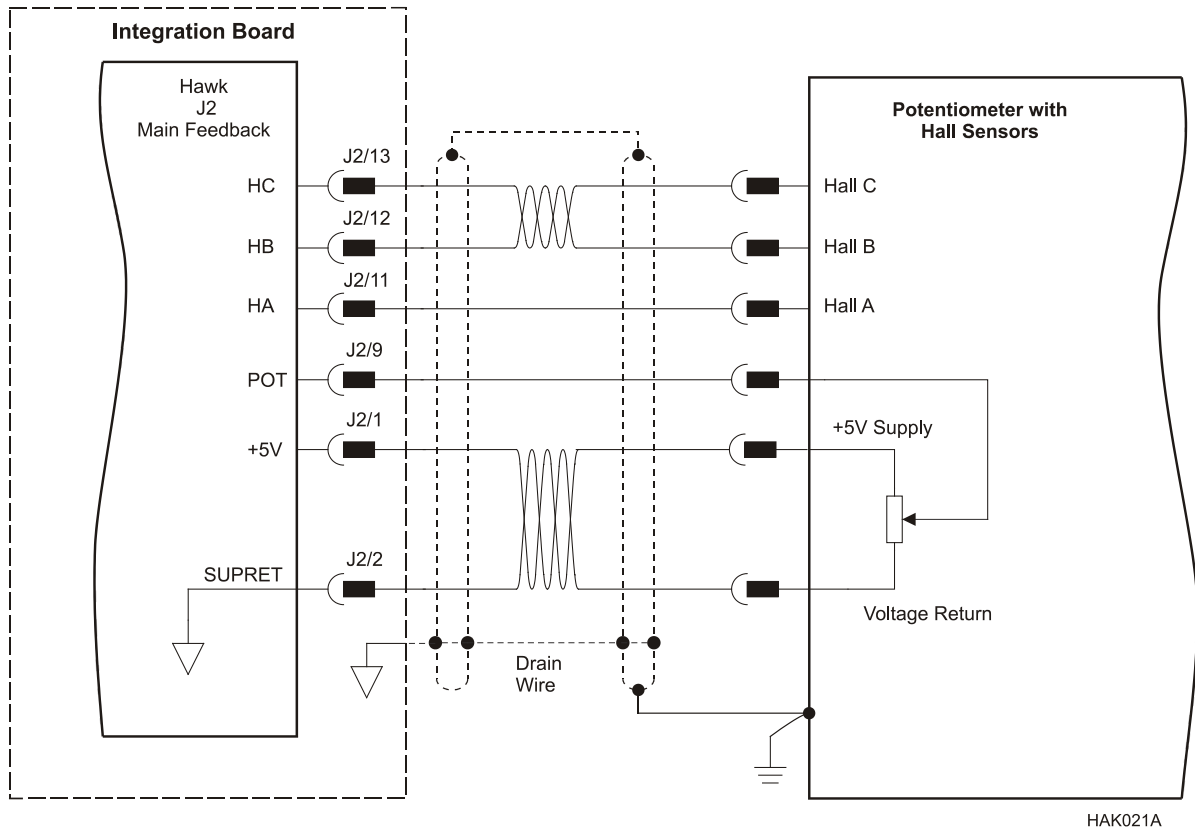 Integration Board
Hawk
J2
Main Feedback
Potentiometer with
Hall Sensors
HC
J2/13
Hall C
HB
J2/12
Hall B
HA
J2/11
Hall A
POT
J2/9
+5V
J2/1
+5V Supply
SUPRET
J2/2
Voltage Return
Drain
Wire
HAK021A